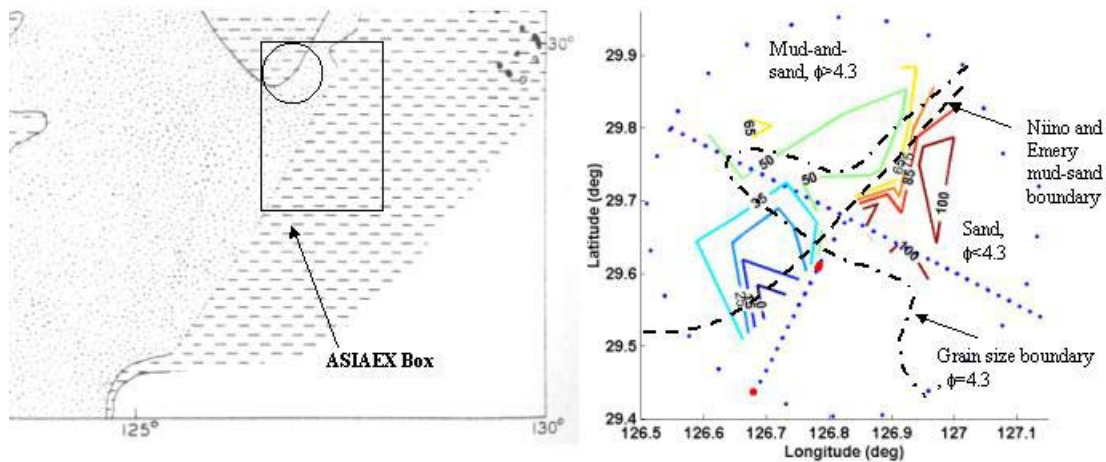 30°
ASIAEX Box
125°
130°
Mud-and-
sand, ϕ>4.3
Niino and
Emery
mud-sand
boundary
Sand,
ϕ<4.3
Grain size boundary
, ϕ=4.3
65
50
50
35
65
75
85
100
100
25
10
29.9
29.8
29.7
29.6
29.5
29.4
Latitude (deg)
126.5 126.6 126.7 126.8 126.9 127 127.1
Longitude (deg)